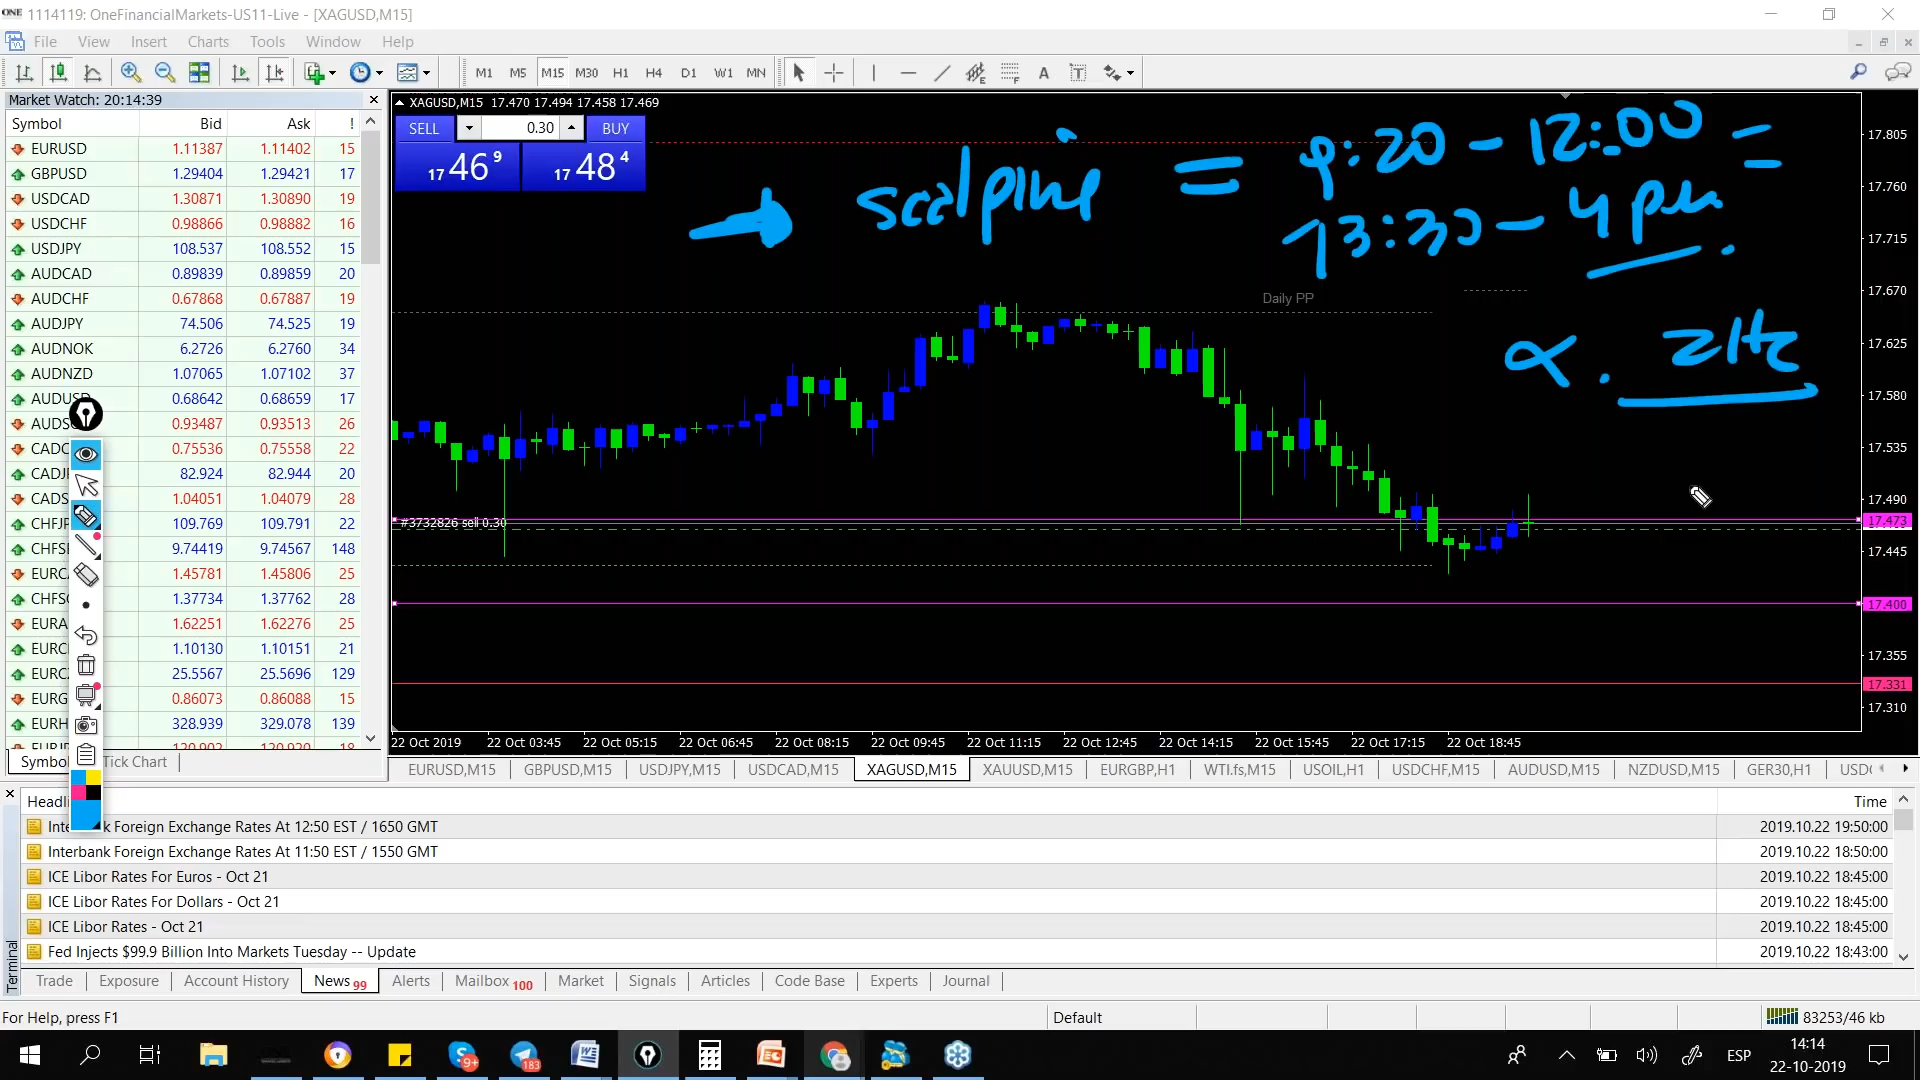 1114119: OneFinancialMarkets-US11-Live - [XAGUSD,M15]
File View Insert Charts Tools Window Help
M1 M5 M15 M30 H1 H4 D1 W1 MN
Market Watch: 20:14:39
Symbol Bid Ask !
EURUSD 1.11387 1.11402 15
GBPUSD 1.29404 1.29421 17
USDCAD 1.30871 1.30890 19
USDCHF 0.98866 0.98882 16
USDJPY 108.537 108.552 15
AUDCAD 0.89839 0.89859 20
AUDCHF 0.67868 0.67887 19
AUDJPY 74.506 74.525 19
AUDNOK 6.2726 6.2760 34
AUDNZD 1.07065 1.07102 37
AUDUSD 0.68642 0.68659 17
AUDS 0.93487 0.93513 26
CADC 0.75536 0.75558 22
CADJ 82.924 82.944 20
CADS 1.04051 1.04079 28
CHFJP 109.769 109.791 22
CHFS 9.74419 9.74567 148
EURC 1.45781 1.45806 25
CHFS 1.37734 1.37762 28
EURA 1.62251 1.62276 25
EURC 1.10130 1.10151 21
EURC 25.5567 25.5696 129
EURG 0.86073 0.86088 15
EURH 328.939 329.078 139
Symbo Tick Chart
XAGUSD,M15 17.470 17.494 17.458 17.469
SELL 0.30 BUY
17 46 9 17 48 4
= 9:20 - 12:00 =
13:30 - 4 pm
Daily PP
#3732826 sell 0.30
17.805
17.760
17.715
17.670
17.625
17.580
17.535
17.490
17.473
17.445
17.400
17.355
17.331
17.310
22 Oct 2019 22 Oct 03:45 22 Oct 05:15 22 Oct 06:45 22 Oct 08:15 22 Oct 09:45 22 Oct 11:15 22 Oct 12:45 22 Oct 14:15 22 Oct 15:45 22 Oct 17:15 22 Oct 18:45
EURUSD,M15 GBPUSD,M15 USDJPY,M15 USDCAD,M15 XAGUSD,M15 XAUUSD,M15 EURGBP,H1 WTI.fs,M15 USOIL,H1 USDCHF,M15 AUDUSD,M15 NZDUSD,M15 GER30,H1 USDC
Headli Time
Inte k Foreign Exchange Rates At 12:50 EST / 1650 GMT 2019.10.22 19:50:00
Interbank Foreign Exchange Rates At 11:50 EST / 1550 GMT 2019.10.22 18:50:00
ICE Libor Rates For Euros - Oct 21 2019.10.22 18:45:00
ICE Libor Rates For Dollars - Oct 21 2019.10.22 18:45:00
ICE Libor Rates - Oct 21 2019.10.22 18:45:00
Fed Injects $99.9 Billion Into Markets Tuesday -- Update 2019.10.22 18:43:00
Terminal
Trade Exposure Account History News 99 Alerts Mailbox 100 Market Signals Articles Code Base Experts Journal
For Help, press F1 Default 83253/46 kb
9+ 183 ESP 14:14
22-10-2019